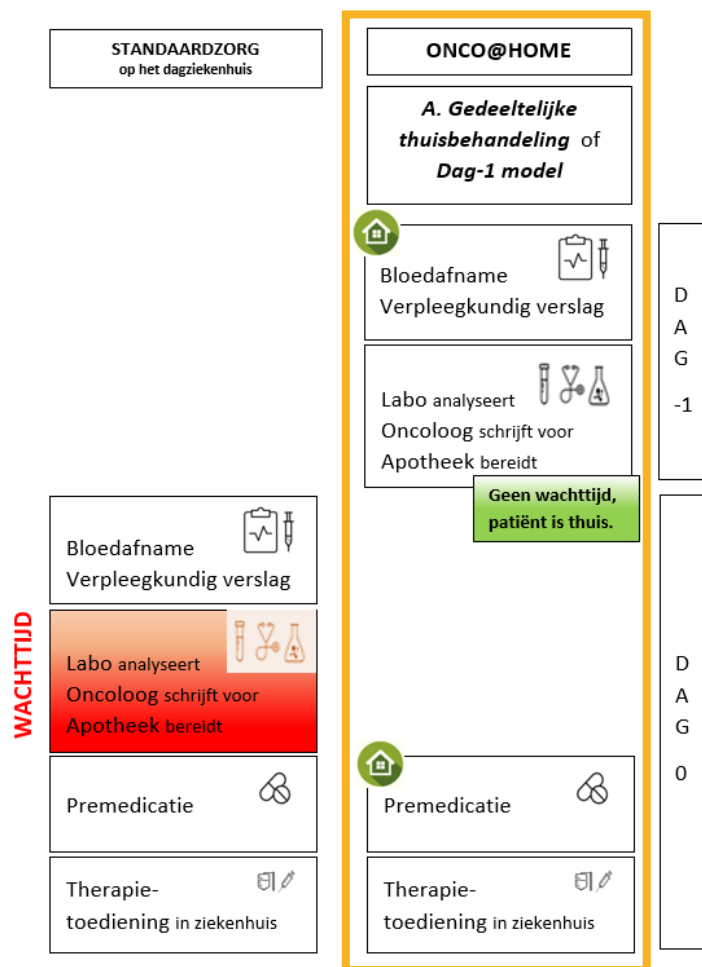 STANDAARDZORG
op het dagziekenhuis
ONCO@HOME
A. Gedeeltelijke
thuisbehandeling of
Dag-1 model
Bloedafname
Verpleegkundig verslag
Labo analyseert
Oncoloog schrijft voor
Apotheek bereidt
Geen wachttijd,
patiënt is thuis.
D
A
G
-1
Bloedafname
Verpleegkundig verslag
WACHTTIJD
Labo analyseert
Oncoloog schrijft voor
Apotheek bereidt
Premedicatie
Therapie-
toediening in ziekenhuis
Premedicatie
Therapie-
toediening in ziekenhuis
D
A
G
0